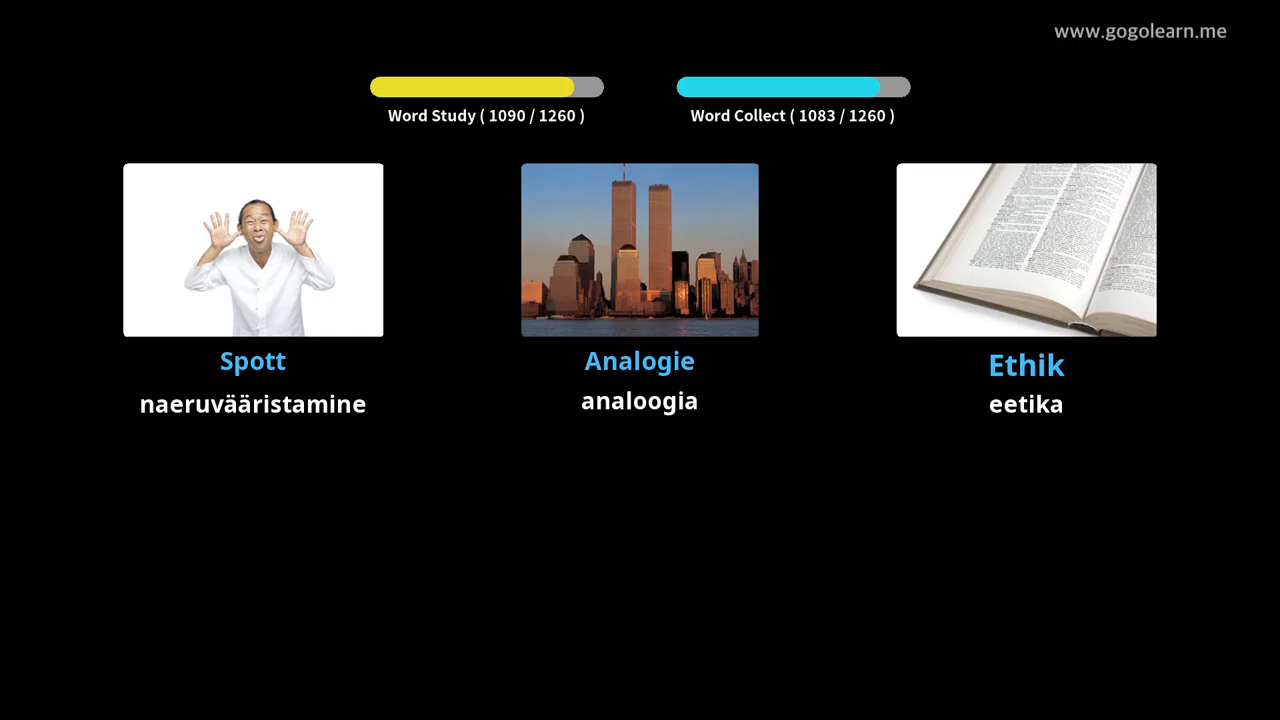 www.gogolearn.me
Word Study ( 1090 / 1260 )
Word Collect ( 1083 / 1260 )
Spott
Analogie
Ethik
naeruvääristamine
analoogia
eetika